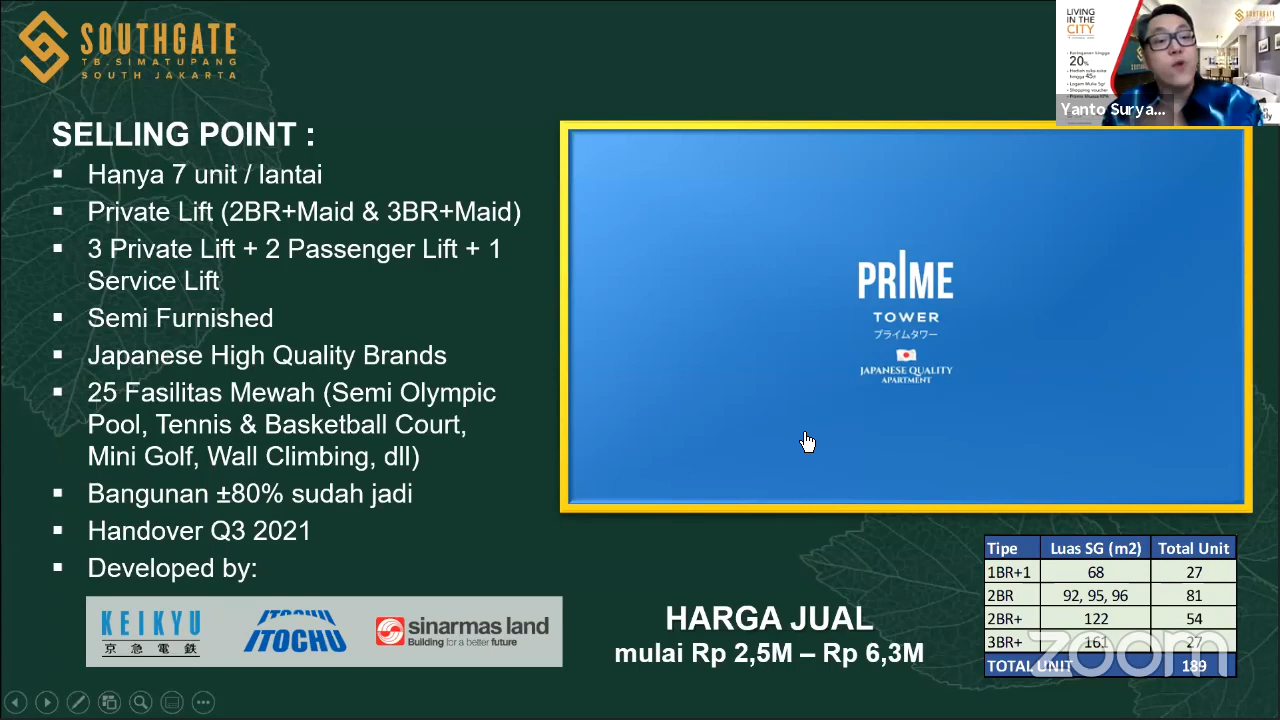 SOUTHGATE
TB.SIMATUPANG
SOUTH JAKARTA
LIVING
IN THE
CITY
20%
Yanto Surya...
SELLING POINT :
▪ Hanya 7 unit / lantai
▪ Private Lift (2BR+Maid & 3BR+Maid)
▪ 3 Private Lift + 2 Passenger Lift + 1
Service Lift
▪ Semi Furnished
▪ Japanese High Quality Brands
▪ 25 Fasilitas Mewah (Semi Olympic
Pool, Tennis & Basketball Court,
Mini Golf, Wall Climbing, dll)
▪ Bangunan ±80% sudah jadi
▪ Handover Q3 2021
▪ Developed by:
KEIKYU
京急電鉄
ITOCHU
sinarmas land
Building for a better future
PRIME
TOWER
プライムタワー
JAPANESE QUALITY
APARTMENT
HARGA JUAL
mulai Rp 2,5M – Rp 6,3M
Tipe Luas SG (m2) Total Unit
1BR+1 68 27
2BR 92, 95, 96 81
2BR+ 122 54
3BR+ 161 27
TOTAL UNIT 189
zoom